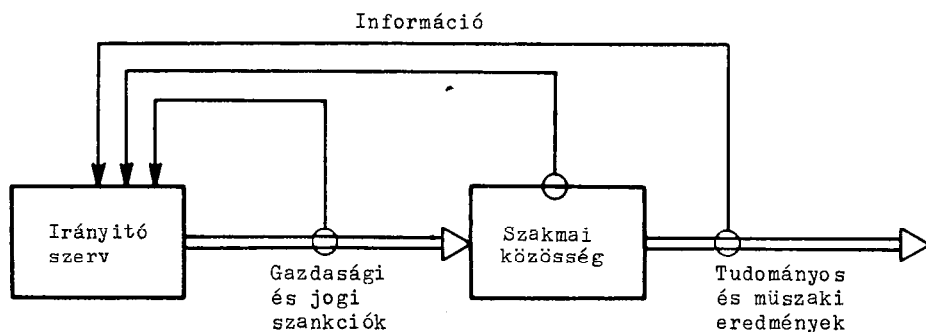 Információ
Irányitó
szerv
Gazdasági
és jogi
szankciók
Szakmai
közösség
Tudományos
és müszaki
eredmények